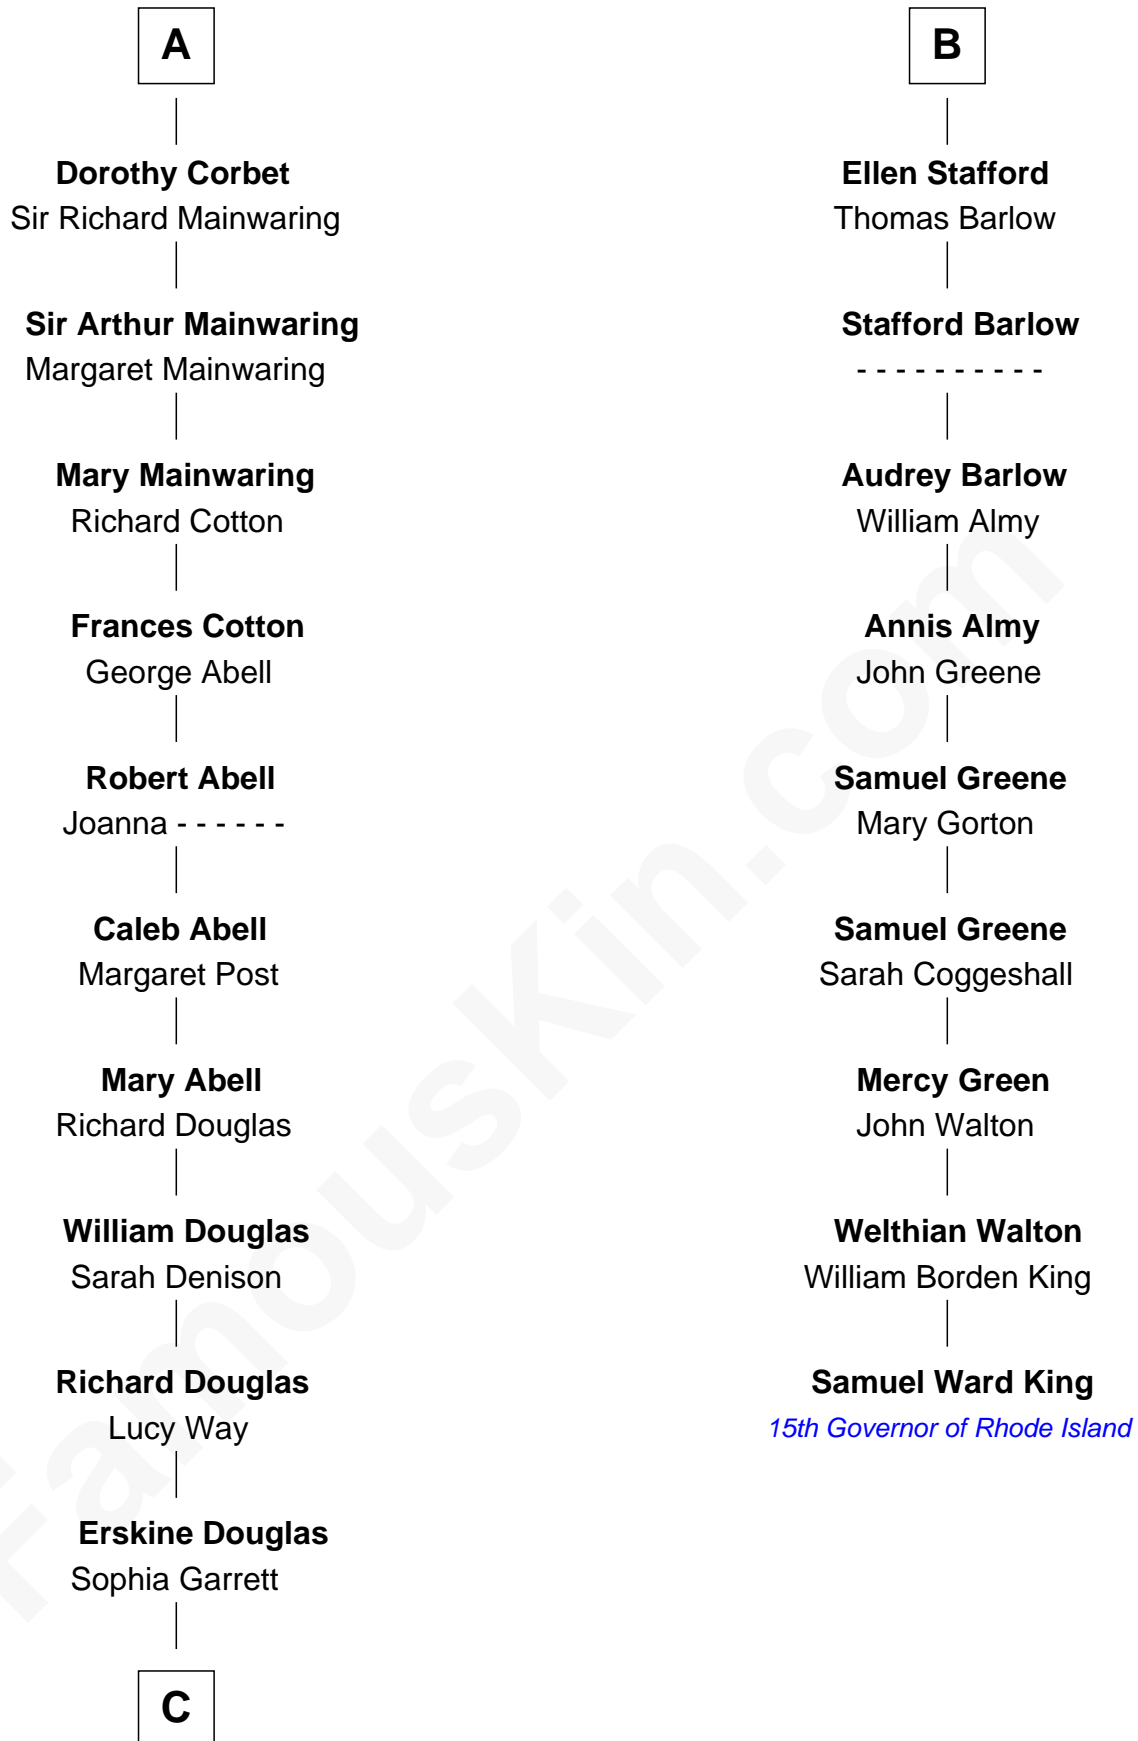 A
Dorothy Corbet
Sir Richard Mainwaring
Sir Arthur Mainwaring
Margaret Mainwaring
Mary Mainwaring
Richard Cotton
Frances Cotton
George Abell
Robert Abell
Joanna - - - - - -
Caleb Abell
Margaret Post
Mary Abell
Richard Douglas
William Douglas
Sarah Denison
Richard Douglas
Lucy Way
Erskine Douglas
Sophia Garrett
C
B
Ellen Stafford
Thomas Barlow
Stafford Barlow
- - - - - - - - - -
Audrey Barlow
William Almy
Annis Almy
John Greene
Samuel Greene
Mary Gorton
Samuel Greene
Sarah Coggeshall
Mercy Green
John Walton
Welthian Walton
William Borden King
Samuel Ward King
15th Governor of Rhode Island
FamousKin.com